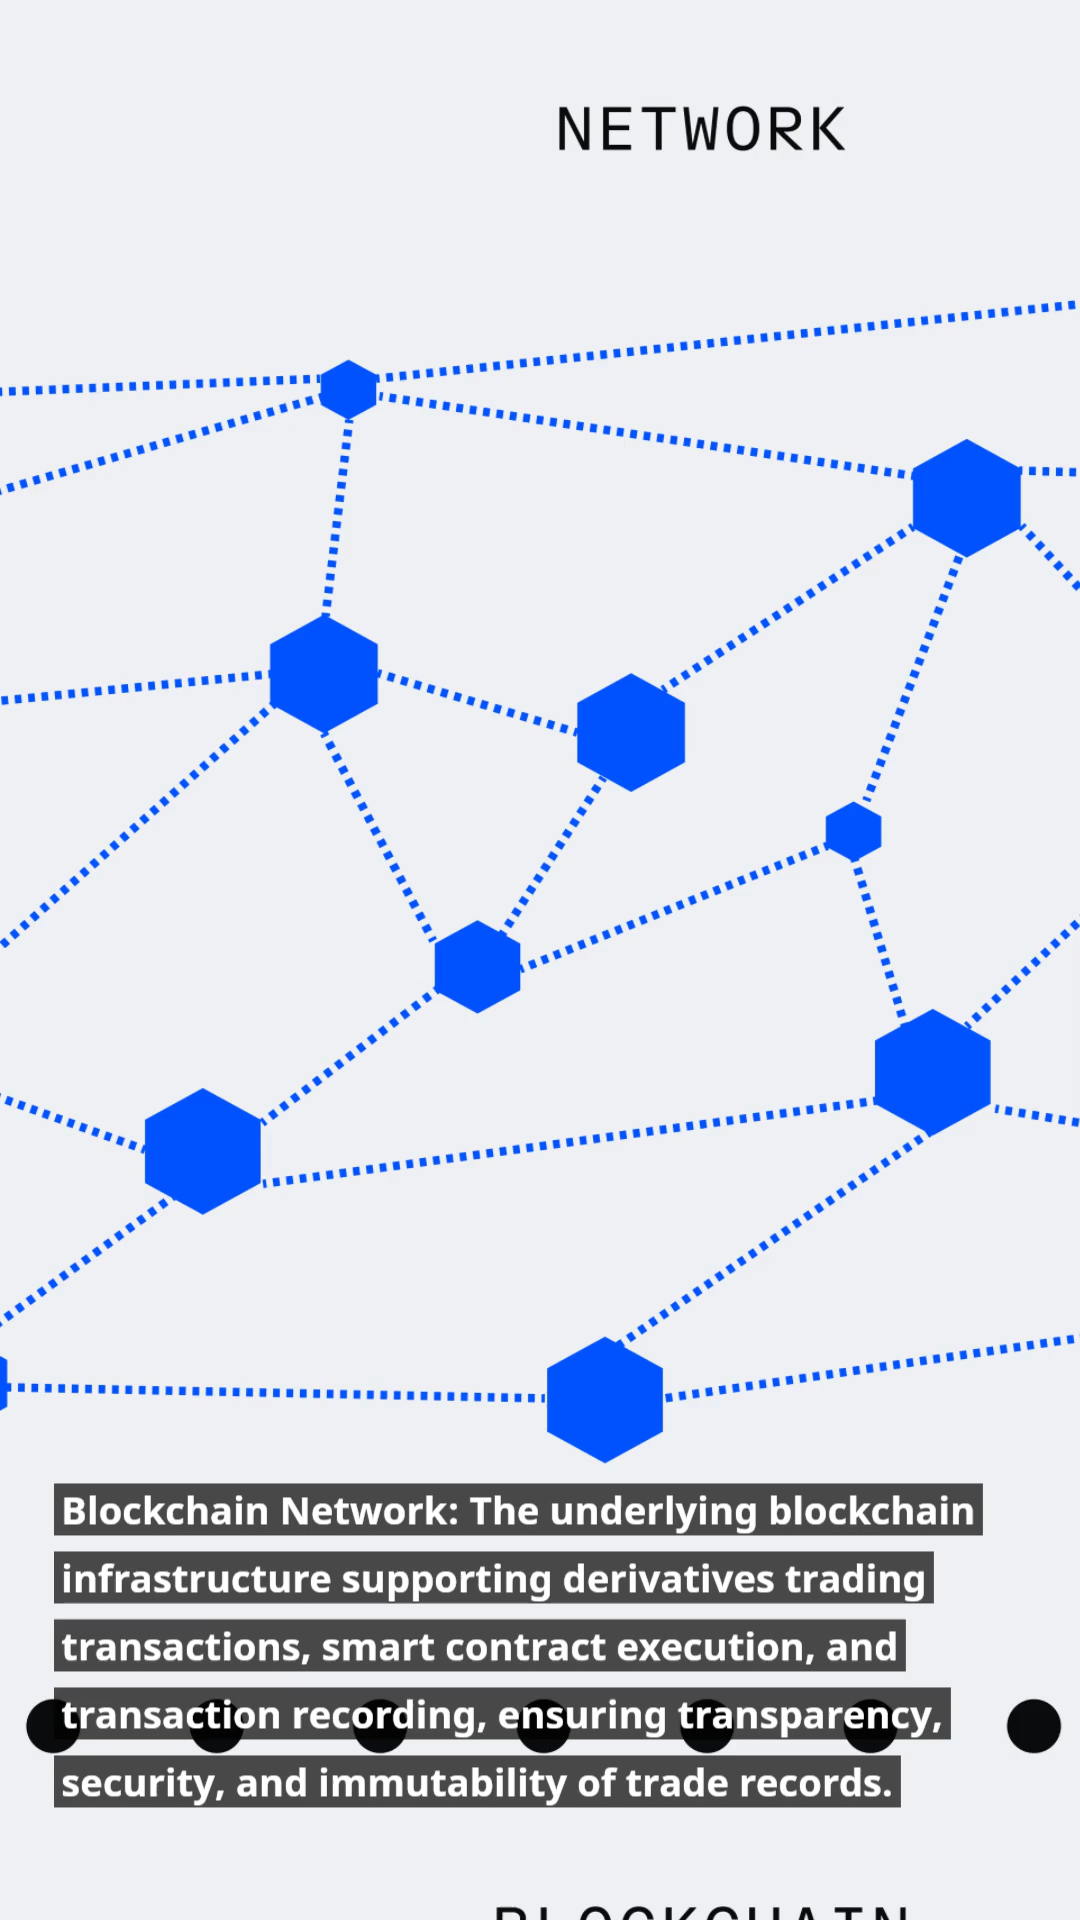 NETWORK
Blockchain Network: The underlying blockchain
infrastructure supporting derivatives trading
transactions, smart contract execution, and
transaction recording, ensuring transparency,
security, and immutability of trade records.
BLOCKCHAIN